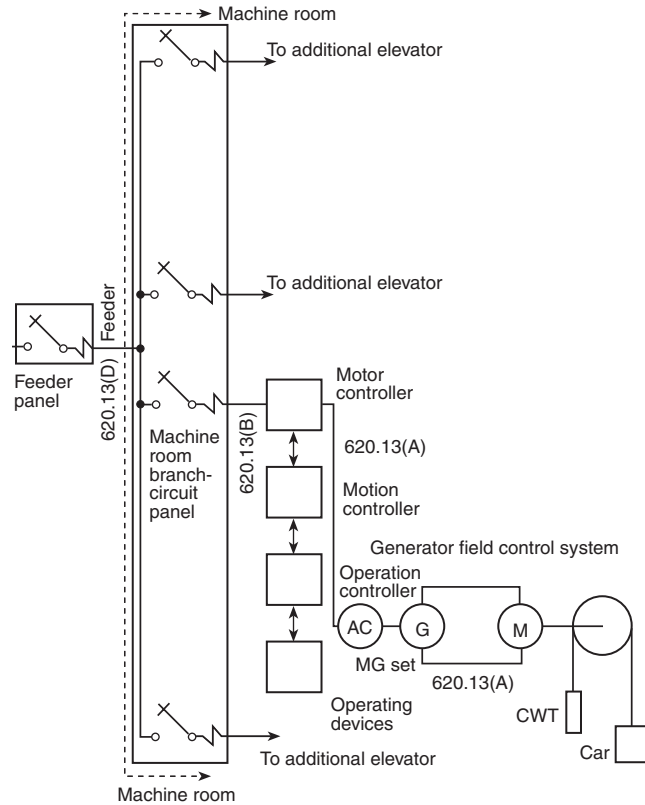 Machine room
To additional elevator
To additional elevator
Feeder
panel
620.13(D)
Feeder
Machine
room
branch-
circuit
panel
620.13(B)
Motor
controller
620.13(A)
Motion
controller
Generator field control system
Operation
controller
AC
G
M
MG set
620.13(A)
Operating
devices
CWT
Car
To additional elevator
Machine room